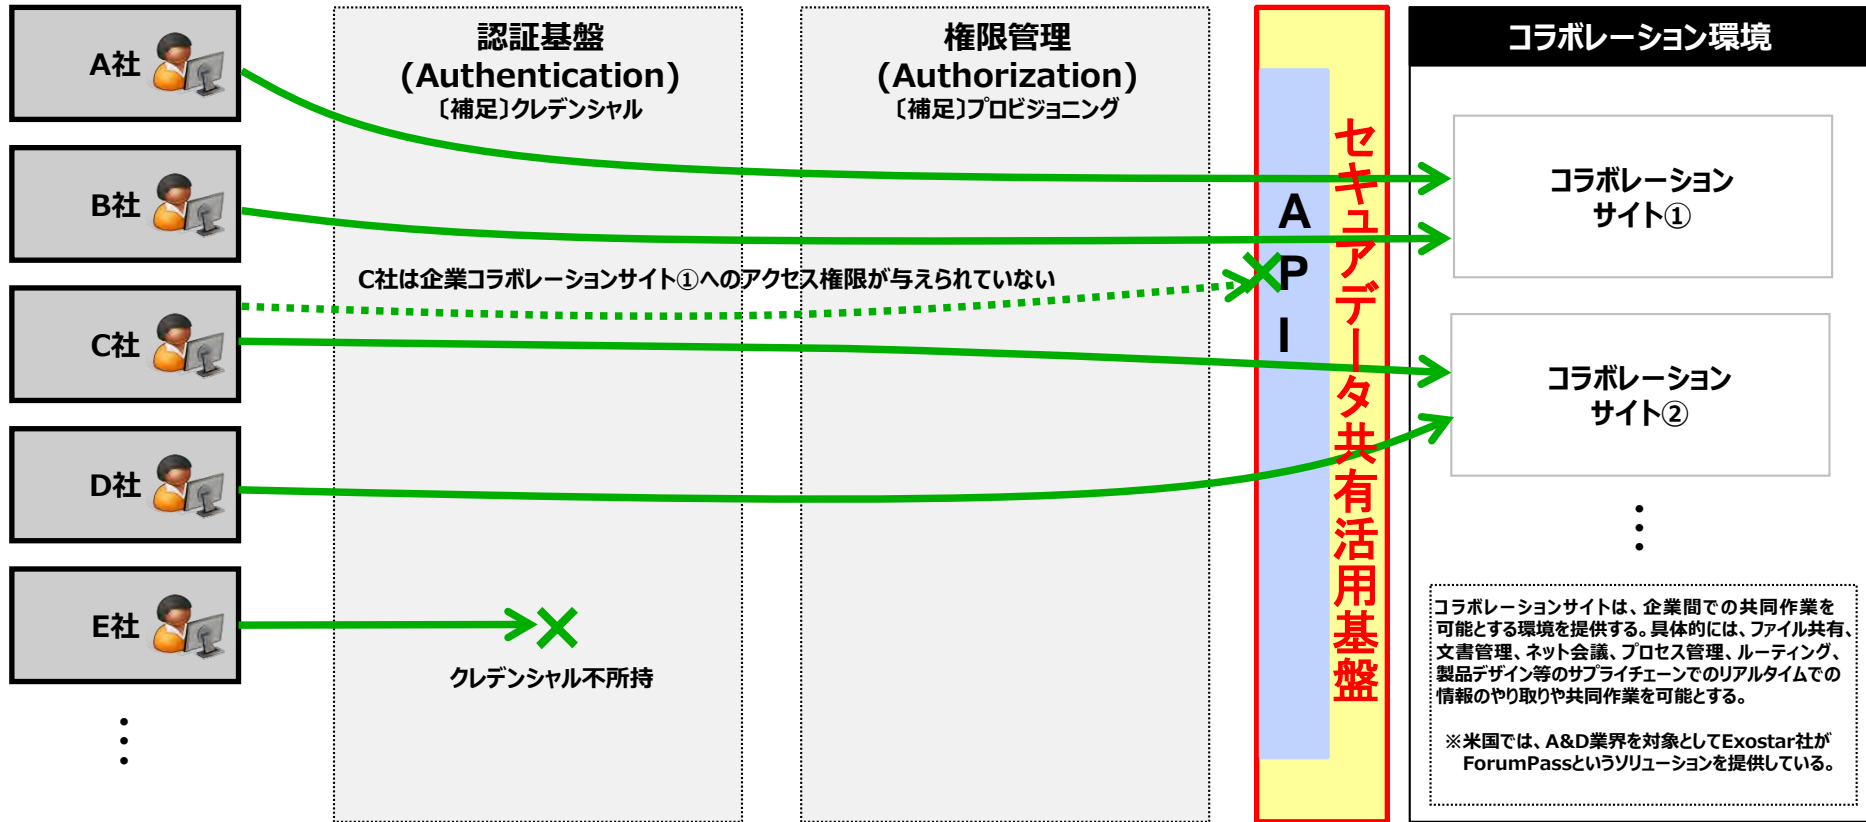 A社
B社
C社
D社
E社
認証基盤
(Authentication)
〔補足〕クレデンシャル
権限管理
(Authorization)
〔補足〕プロビジョニング
C社は企業コラボレーションサイト①へのアクセス権限が与えられていない
クレデンシャル不所持
API
セキュアデータ共有活用基盤
コラボレーション環境
コラボレーション
サイト①
コラボレーション
サイト②
コラボレーションサイトは、企業間での共同作業を
可能とする環境を提供する。具体的には、ファイル共有、
文書管理、ネット会議、プロセス管理、ルーティング、
製品デザイン等のサプライチェーンでのリアルタイムでの
情報のやり取りや共同作業を可能とする。
※米国では、A&D業界を対象としてExostar社が
ForumPassというソリューションを提供している。